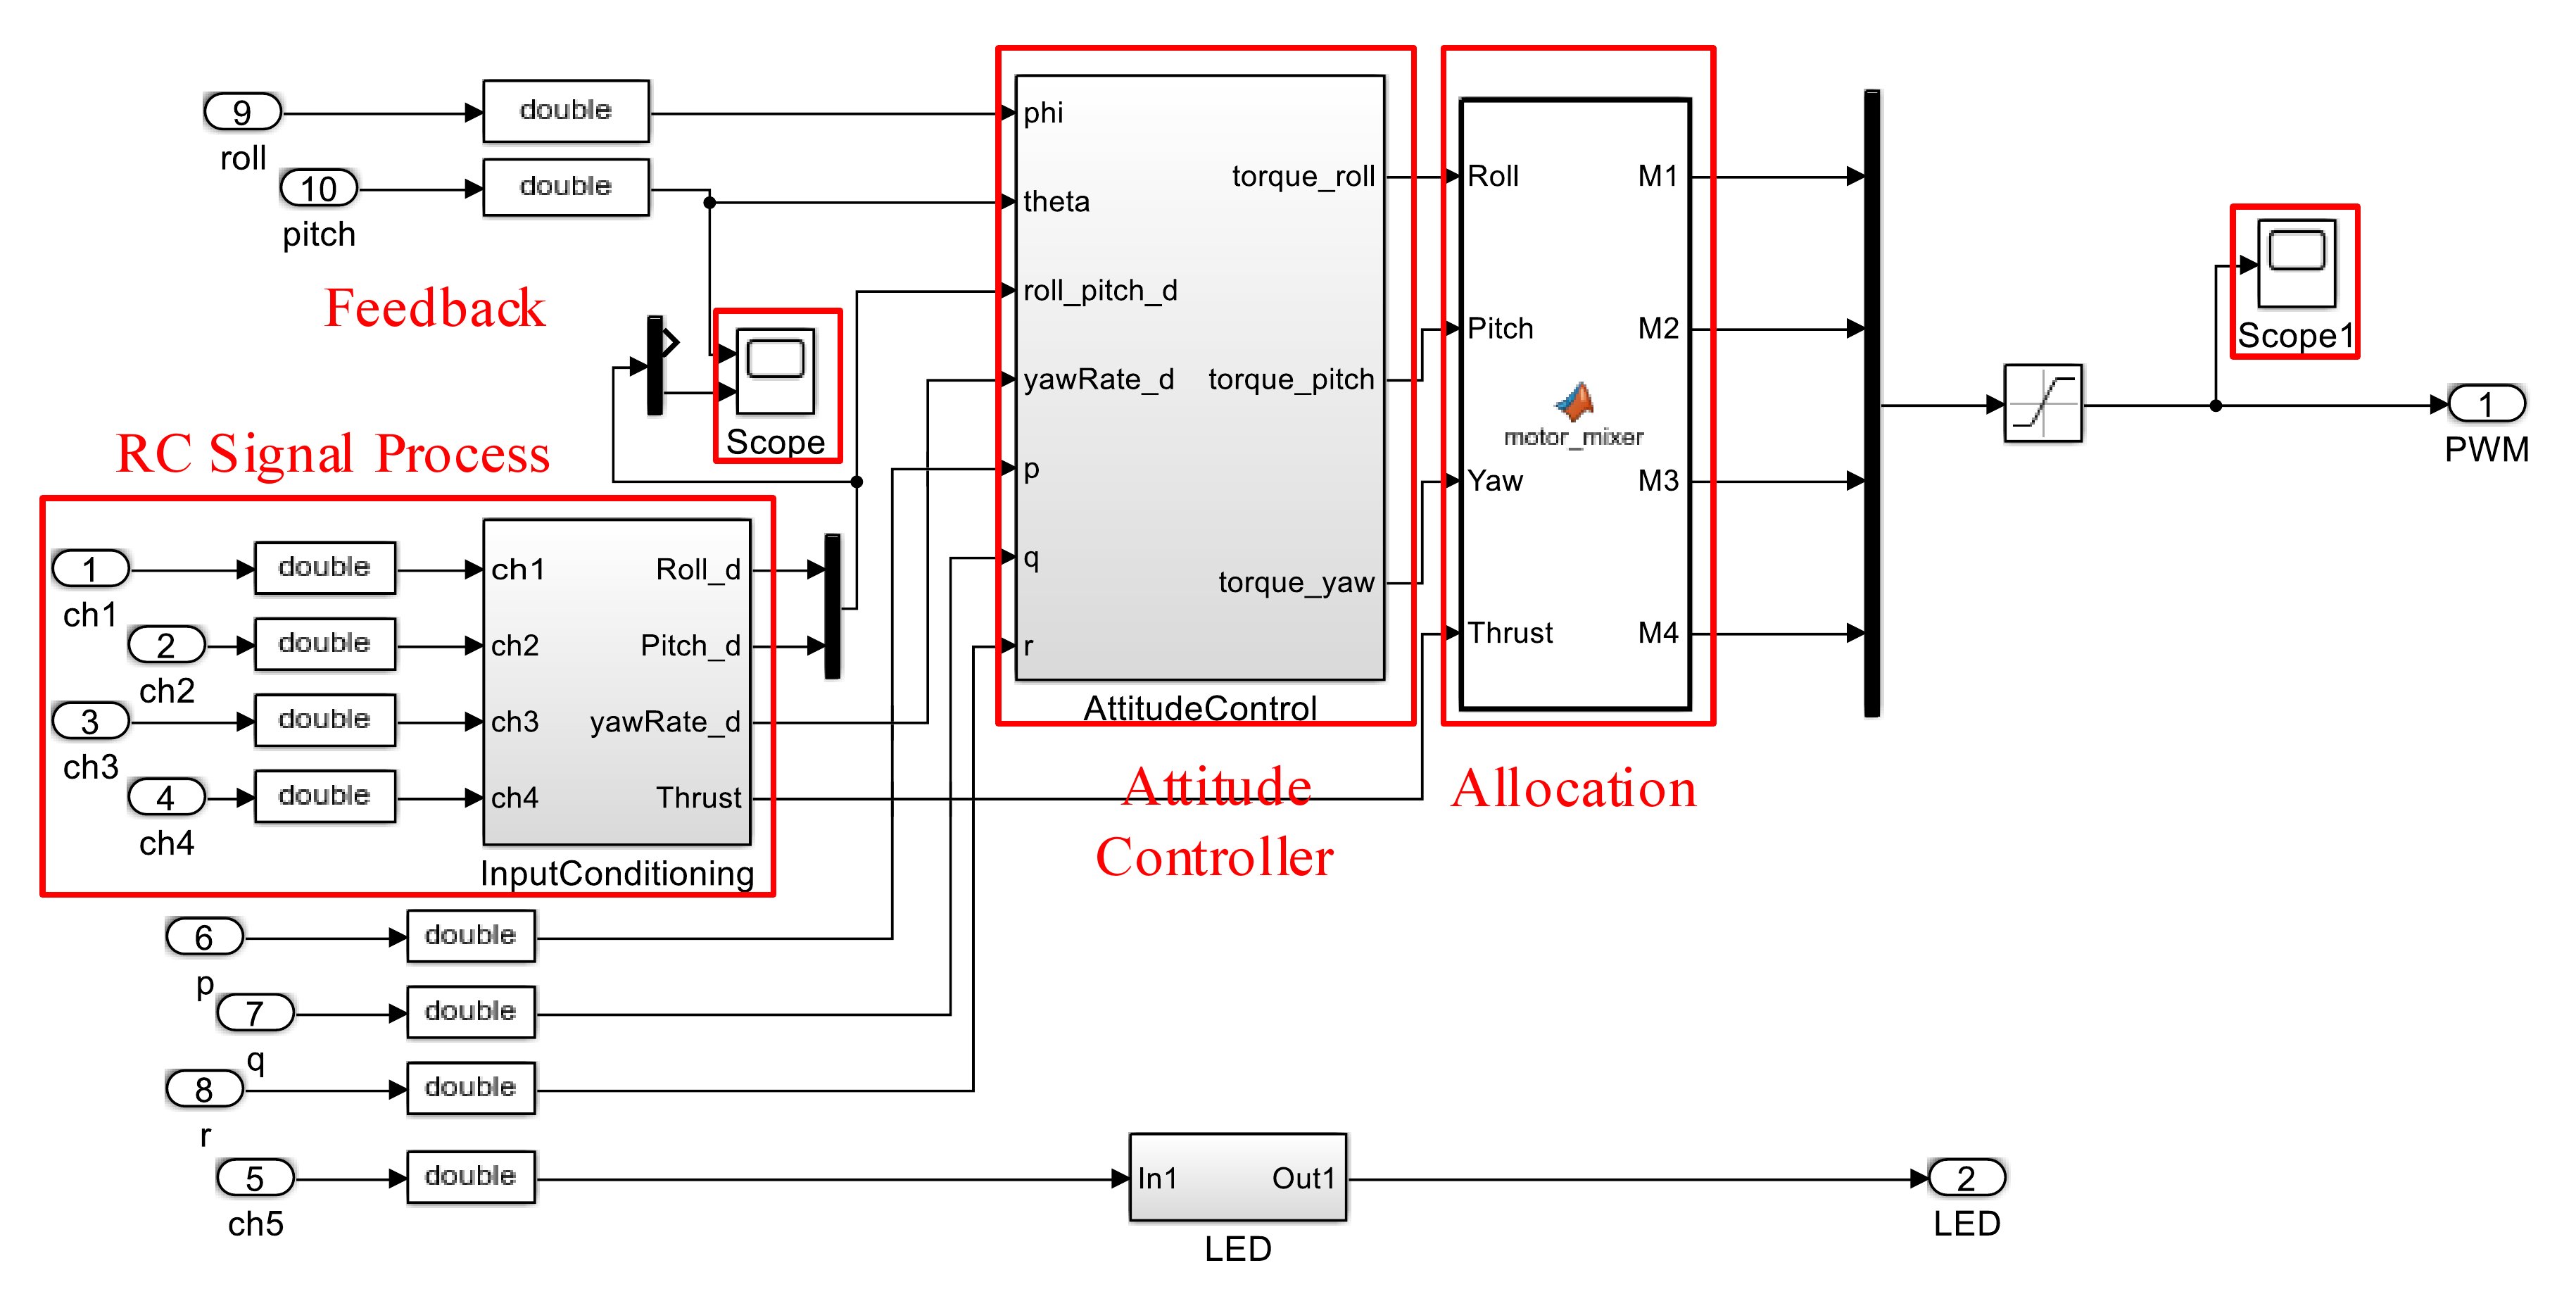 9
roll
double
10
pitch
double
Feedback
Scope
RC Signal Process
1
ch1
double
2
ch2
double
3
ch3
double
4
ch4
double
ch1
ch2
ch3
ch4
Roll_d
Pitch_d
yawRate_d
Thrust
InputConditioning
6
p
double
7
q
double
8
r
double
5
ch5
double
phi
theta
roll_pitch_d
yawRate_d
p
q
r
torque_roll
torque_pitch
torque_yaw
AttitudeControl
Attitude
Controller
Roll
Pitch
Yaw
Thrust
motor_mixer
M1
M2
M3
M4
Allocation
Scope1
1
PWM
In1
Out1
LED
2
LED